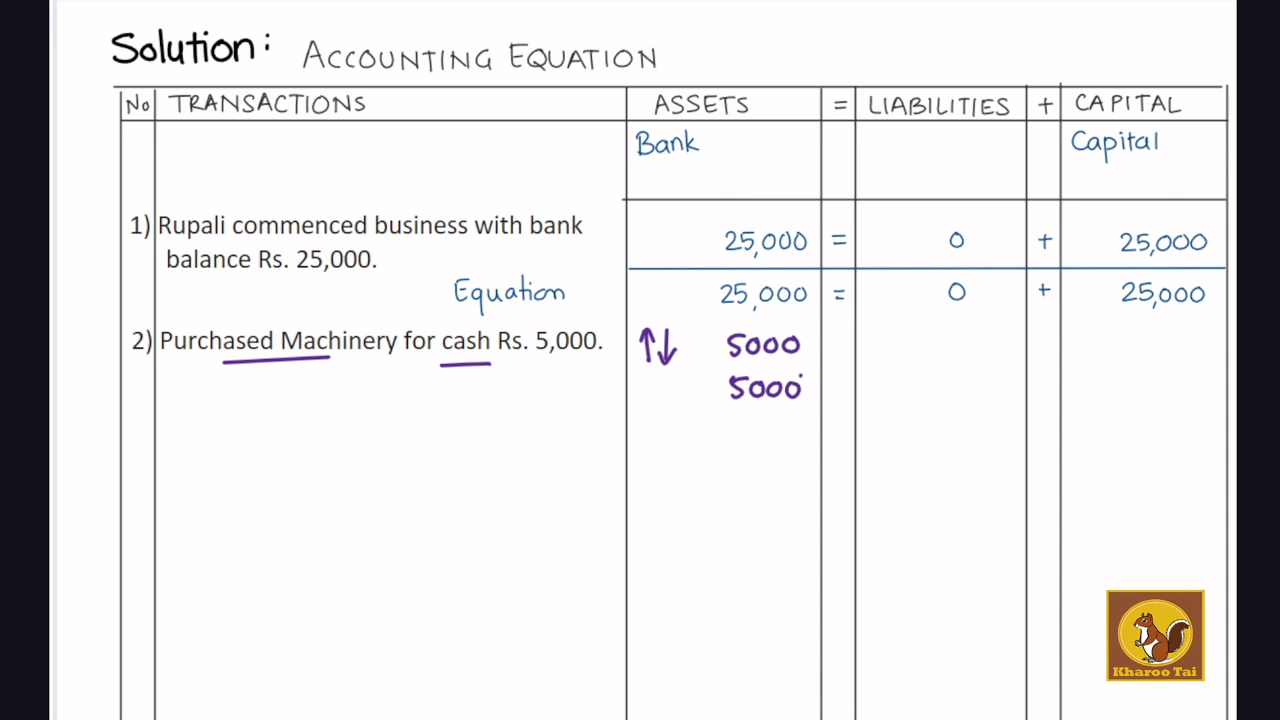 Solution: ACCOUNTING EQUATION
No TRANSACTIONS ASSETS = LIABILITIES + CAPITAL
Bank Capital
1) Rupali commenced business with bank
balance Rs. 25,000.
25,000 = 0 + 25,000
Equation 25,000 = 0 + 25,000
2) Purchased Machinery for cash Rs. 5,000. ↑↓ 5000
5000
Kharoo Tai